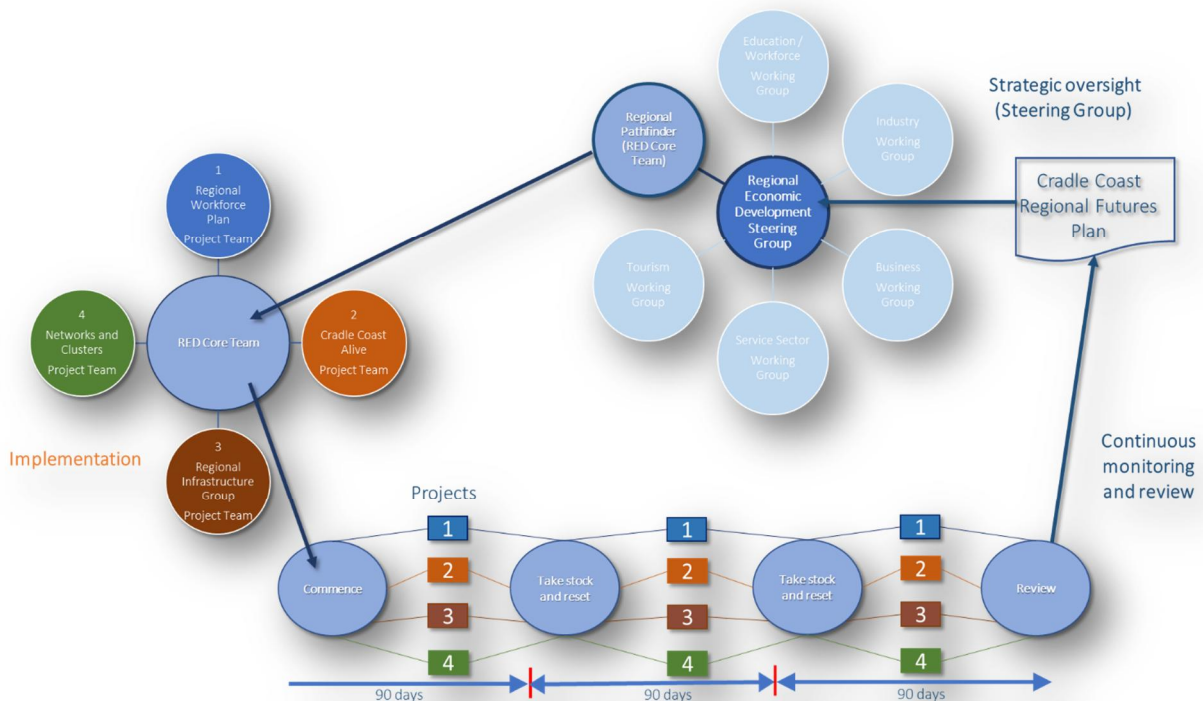 Education /
Workforce
Working
Group
Strategic oversight
(Steering Group)
Regional
Pathfinder
(RED Core
Team)
Industry
Working
Group
1
Regional
Workforce
Plan
Project Team
Regional
Economic
Development
Steering
Group
Cradle Coast
Regional Futures
Plan
Tourism
Working
Group
Business
Working
Group
4
Networks and
Clusters
Project Team
RED Core Team
2
Cradle Coast
Alive
Project Team
Service Sector
Working
Group
Implementation
3
Regional
Infrastructure
Group
Project Team
Continuous
monitoring
and review
Projects
1
1
1
2
2
2
Commence
Take stock
and reset
Take stock
and reset
Review
3
3
3
4
4
4
90 days
90 days
90 days